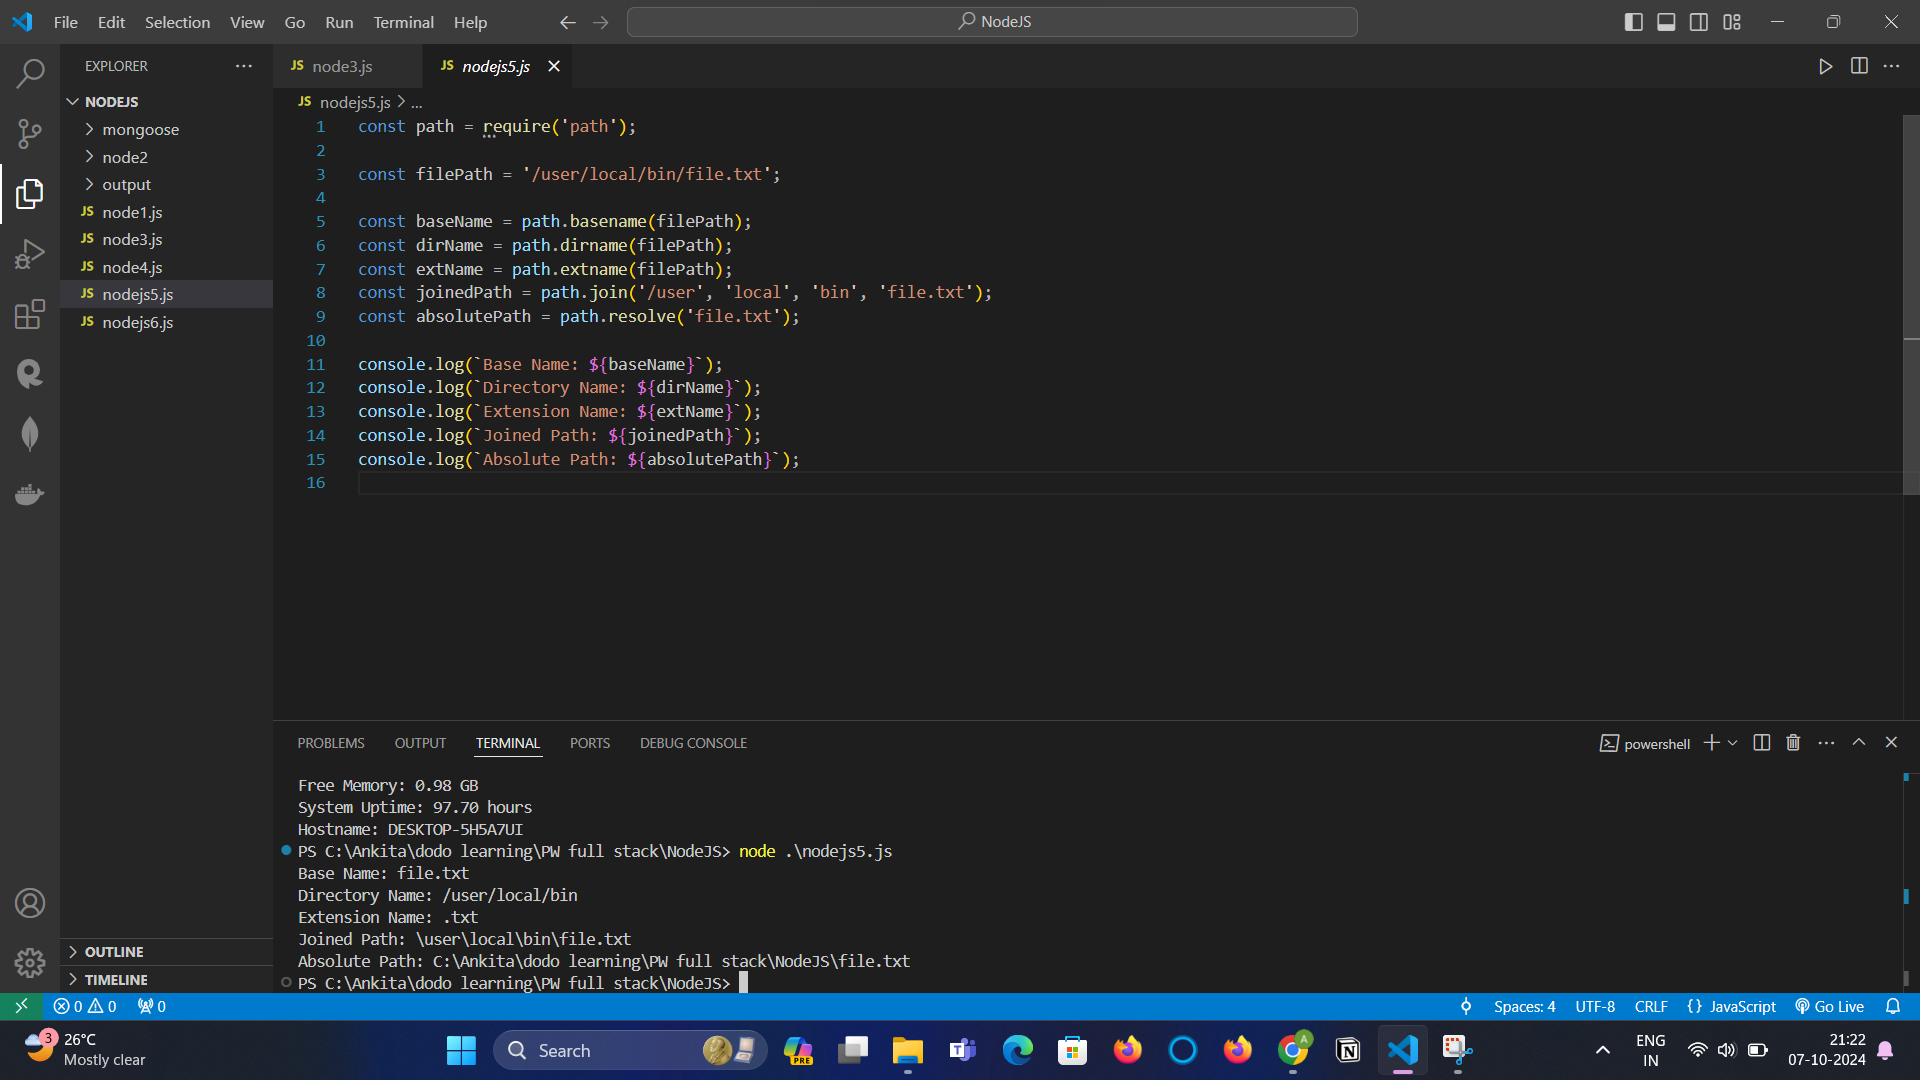 File Edit Selection View Go Run Terminal Help
NodeJS
EXPLORER
JS node3.js
JS nodejs5.js
NODEJS
mongoose
node2
output
JS node1.js
JS node3.js
JS node4.js
JS nodejs5.js
JS nodejs6.js
OUTLINE
TIMELINE
JS nodejs5.js > ...
1 const path = require('path');
2
3 const filePath = '/user/local/bin/file.txt';
4
5 const baseName = path.basename(filePath);
6 const dirName = path.dirname(filePath);
7 const extName = path.extname(filePath);
8 const joinedPath = path.join('/user', 'local', 'bin', 'file.txt');
9 const absolutePath = path.resolve('file.txt');
10
11 console.log(`Base Name: ${baseName}`);
12 console.log(`Directory Name: ${dirName}`);
13 console.log(`Extension Name: ${extName}`);
14 console.log(`Joined Path: ${joinedPath}`);
15 console.log(`Absolute Path: ${absolutePath}`);
16
PROBLEMS OUTPUT TERMINAL PORTS DEBUG CONSOLE
powershell
Free Memory: 0.98 GB
System Uptime: 97.70 hours
Hostname: DESKTOP-5H5A7UI
PS C:\Ankita\dodo learning\PW full stack\NodeJS> node .\nodejs5.js
Base Name: file.txt
Directory Name: /user/local/bin
Extension Name: .txt
Joined Path: \user\local\bin\file.txt
Absolute Path: C:\Ankita\dodo learning\PW full stack\NodeJS\file.txt
PS C:\Ankita\dodo learning\PW full stack\NodeJS>
0 0 0
Spaces: 4 UTF-8 CRLF {} JavaScript Go Live
3
26°C
Mostly clear
Search
PRE
A
ENG
IN
21:22
07-10-2024